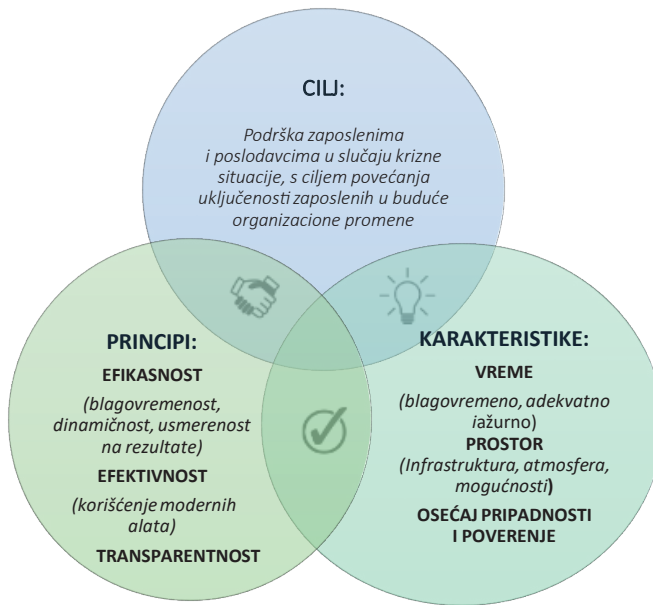 CILJ:
Podrška zaposlenima
i poslodavcima u slučaju krizne
situacije, s ciljem povećanja
uključenosti zaposlenih u buduće
organizacione promene
PRINCIPI:
EFIKASNOST
(blagovremenost,
dinamičnost, usmerenost
na rezultate)
EFEKTIVNOST
(korišćenje modernih
alata)
TRANSPARENTNOST
KARAKTERISTIKE:
VREME
(blagovremeno, adekvatno
iažurno)
PROSTOR
(Infrastruktura, atmosfera,
mogućnosti)
OSEĆAJ PRIPADNOSTI
I POVERENJE